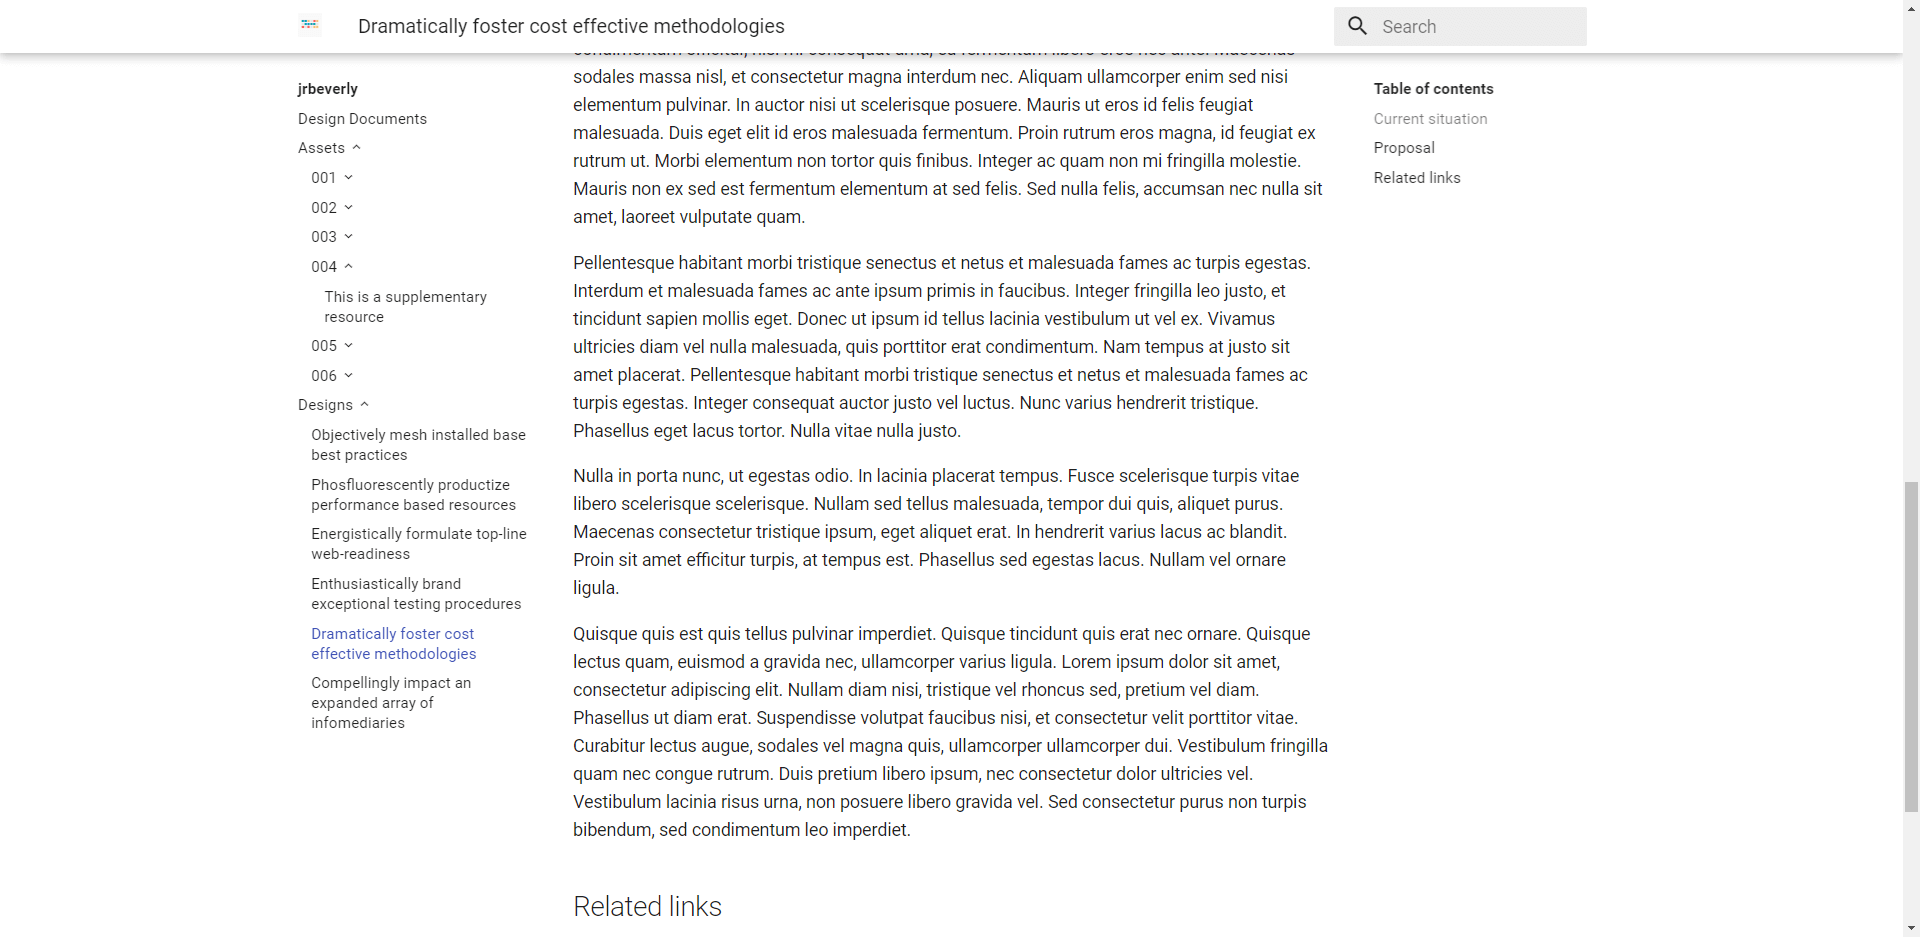 Dramatically foster cost effective methodologies
Search
jrbeverly
Design Documents
Assets
001
002
003
004
This is a supplementary
resource
005
006
Designs
Objectively mesh installed base
best practices
Phosfluorescently productize
performance based resources
Energistically formulate top-line
web-readiness
Enthusiastically brand
exceptional testing procedures
Dramatically foster cost
effective methodologies
Compellingly impact an
expanded array of
infomediaries
sodales massa nisl, et consectetur magna interdum nec. Aliquam ullamcorper enim sed nisi
elementum pulvinar. In auctor nisi ut scelerisque posuere. Mauris ut eros id felis feugiat
malesuada. Duis eget elit id eros malesuada fermentum. Proin rutrum eros magna, id feugiat ex
rutrum ut. Morbi elementum non tortor quis finibus. Integer ac quam non mi fringilla molestie.
Mauris non ex sed est fermentum elementum at sed felis. Sed nulla felis, accumsan nec nulla sit
amet, laoreet vulputate quam.
Pellentesque habitant morbi tristique senectus et netus et malesuada fames ac turpis egestas.
Interdum et malesuada fames ac ante ipsum primis in faucibus. Integer fringilla leo justo, et
tincidunt sapien mollis eget. Donec ut ipsum id tellus lacinia vestibulum ut vel ex. Vivamus
ultricies diam vel nulla malesuada, quis porttitor erat condimentum. Nam tempus at justo sit
amet placerat. Pellentesque habitant morbi tristique senectus et netus et malesuada fames ac
turpis egestas. Integer consequat auctor justo vel luctus. Nunc varius hendrerit tristique.
Phasellus eget lacus tortor. Nulla vitae nulla justo.
Nulla in porta nunc, ut egestas odio. In lacinia placerat tempus. Fusce scelerisque turpis vitae
libero scelerisque scelerisque. Nullam sed tellus malesuada, tempor dui quis, aliquet purus.
Maecenas consectetur tristique ipsum, eget aliquet erat. In hendrerit varius lacus ac blandit.
Proin sit amet efficitur turpis, at tempus est. Phasellus sed egestas lacus. Nullam vel ornare
ligula.
Quisque quis est quis tellus pulvinar imperdiet. Quisque tincidunt quis erat nec ornare. Quisque
lectus quam, euismod a gravida nec, ullamcorper varius ligula. Lorem ipsum dolor sit amet,
consectetur adipiscing elit. Nullam diam nisi, tristique vel rhoncus sed, pretium vel diam.
Phasellus ut diam erat. Suspendisse volutpat faucibus nisi, et consectetur velit porttitor vitae.
Curabitur lectus augue, sodales vel magna quis, ullamcorper ullamcorper dui. Vestibulum fringilla
quam nec congue rutrum. Duis pretium libero ipsum, nec consectetur dolor ultricies vel.
Vestibulum lacinia risus urna, non posuere libero gravida vel. Sed consectetur purus non turpis
bibendum, sed condimentum leo imperdiet.
Related links
Table of contents
Current situation
Proposal
Related links